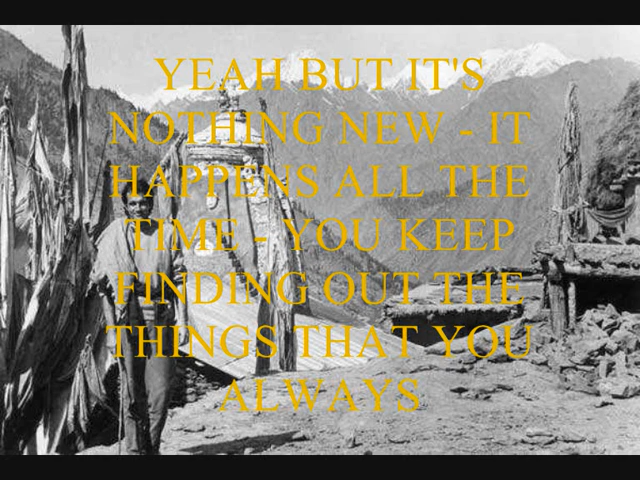 YEAH BUT IT'S
NOTHING NEW - IT
HAPPENS ALL THE
TIME - YOU KEEP
FINDING OUT THE
THINGS THAT YOU
ALWAYS